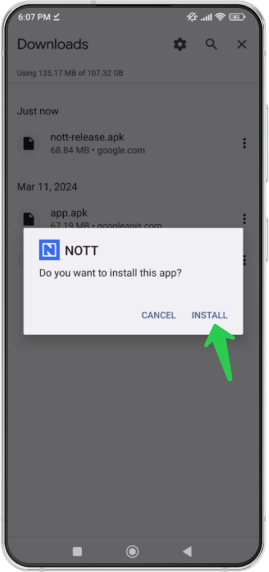 6:07 PM
41
Downloads
Using 135.17 MB of 107.32 GB
Just now
nott-release.apk
68.84 MB • google.com
Mar 11, 2024
app.apk
67.19 MB • googleapis.com
N NOTT
Do you want to install this app?
CANCEL INSTALL